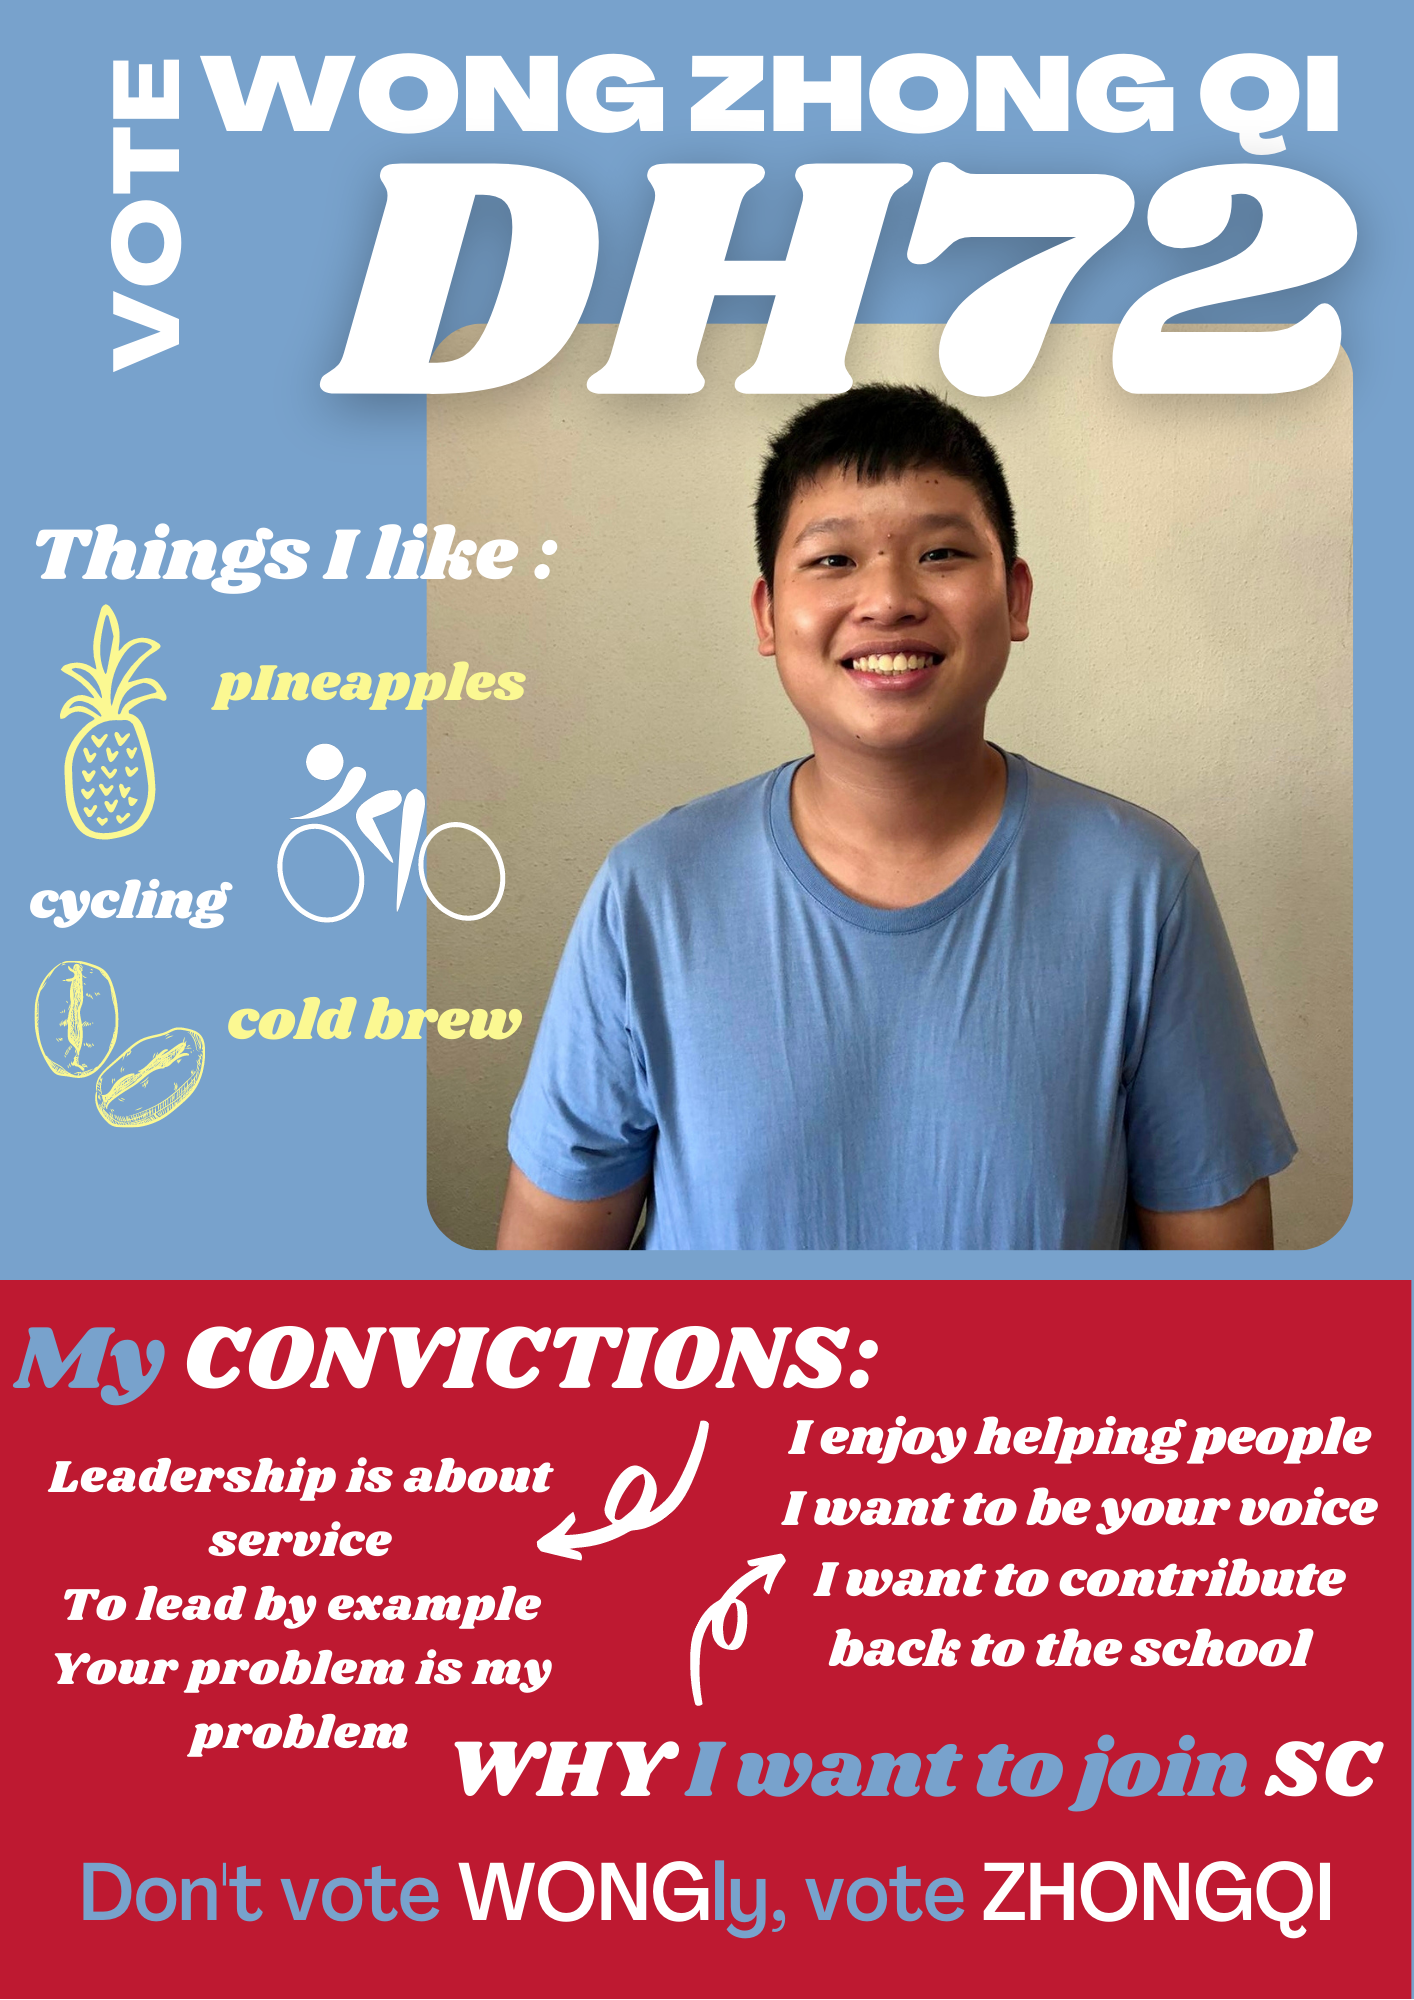 VOTE
WONG ZHONG QI
DH72
Things I like :
pIneapples
cycling
cold brew
My CONVICTIONS:
Leadership is about
service
To lead by example
Your problem is my
problem
I enjoy helping people
I want to be your voice
I want to contribute
back to the school
WHY I want to join SC
Don't vote WONGly, vote ZHONGQI